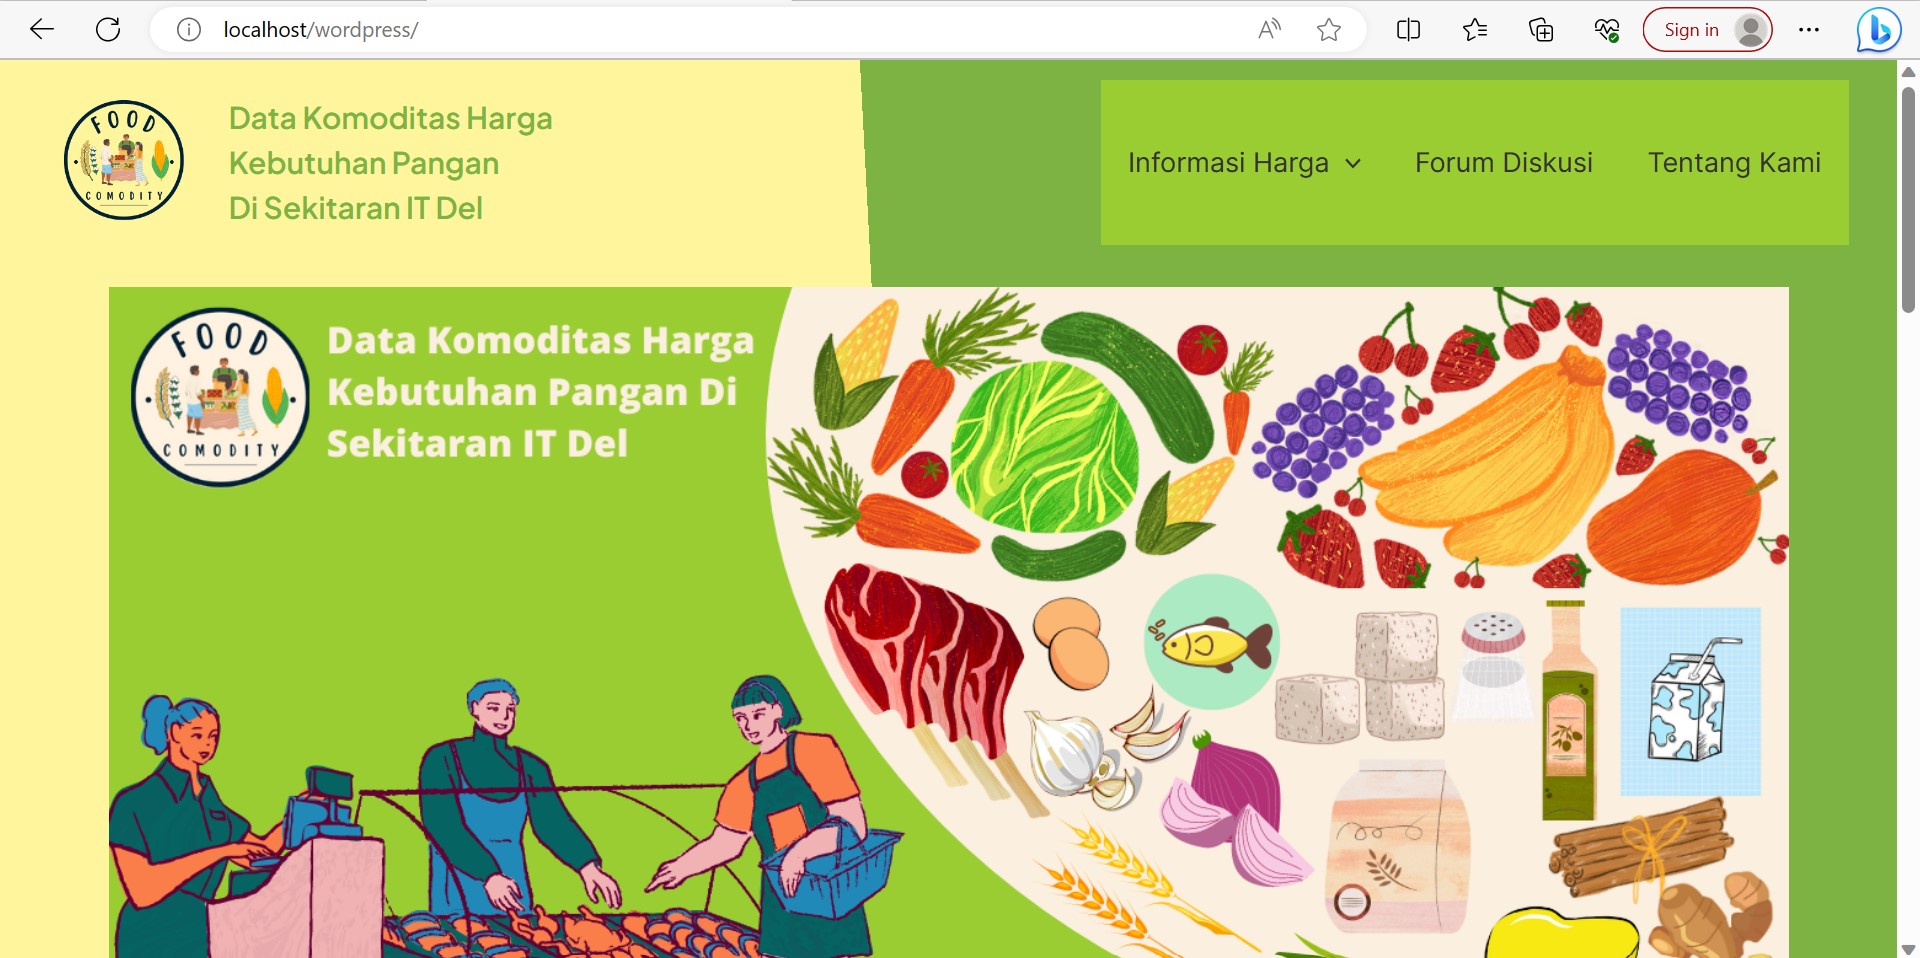 localhost/wordpress/
Sign in
FOOD
COMODITY
Data Komoditas Harga
Kebutuhan Pangan
Di Sekitaran IT Del
Informasi Harga
Forum Diskusi
Tentang Kami
FOOD
COMODITY
Data Komoditas Harga
Kebutuhan Pangan Di
Sekitaran IT Del